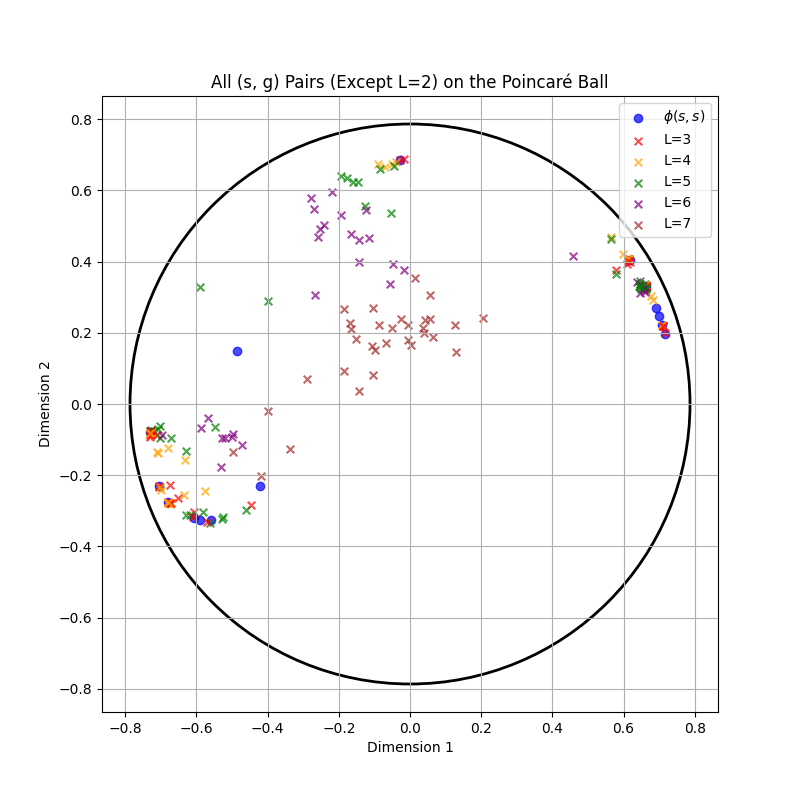 All (s, g) Pairs (Except L=2) on the Poincaré Ball
ϕ(s, s)
L=3
L=4
L=5
L=6
L=7
0.8
0.6
0.4
0.2
0.0
−0.2
−0.4
−0.6
−0.8
Dimension 2
−0.8 −0.6 −0.4 −0.2 0.0 0.2 0.4 0.6 0.8
Dimension 1